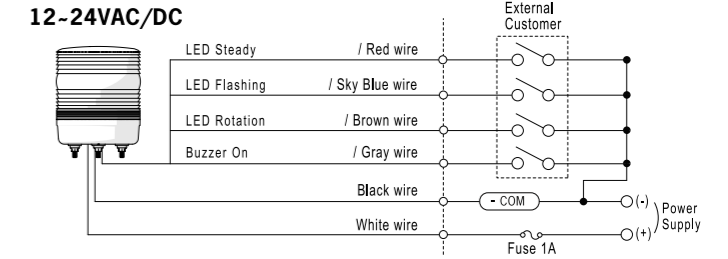 12~24VAC/DC
External
Customer
LED Steady / Red wire
LED Flashing / Sky Blue wire
LED Rotation / Brown wire
Buzzer On / Gray wire
Black wire
- COM
(-)
Power
Supply
White wire
Fuse 1A
(+)